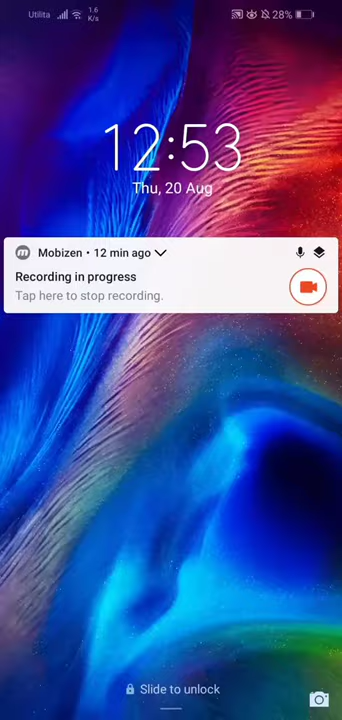 Utilita
1.6
K/s
28%
12:53
Thu, 20 Aug
m Mobizen • 12 min ago
Recording in progress
Tap here to stop recording.
Slide to unlock